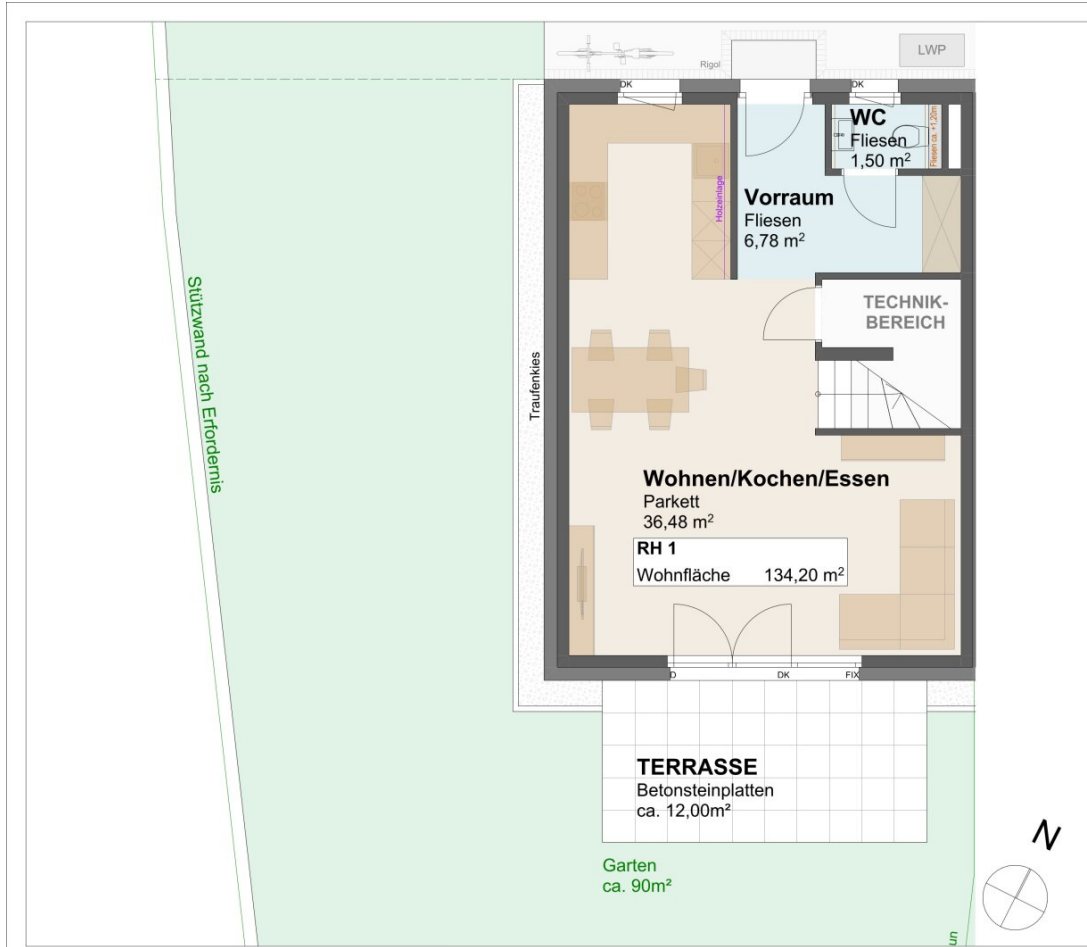 LWP
Rigol
DK
DK
WC
Fliesen
1,50 m²
Fliesen ca. +1,20m
Holzeinlage
Vorraum
Fliesen
6,78 m²
TECHNIK-
BEREICH
Stützwand nach Erfordernis
Traufenkies
Wohnen/Kochen/Essen
Parkett
36,48 m²
RH 1
Wohnfläche 134,20 m²
D
DK
FIX
TERRASSE
Betonsteinplatten
ca. 12,00m²
Garten
ca. 90m²
N